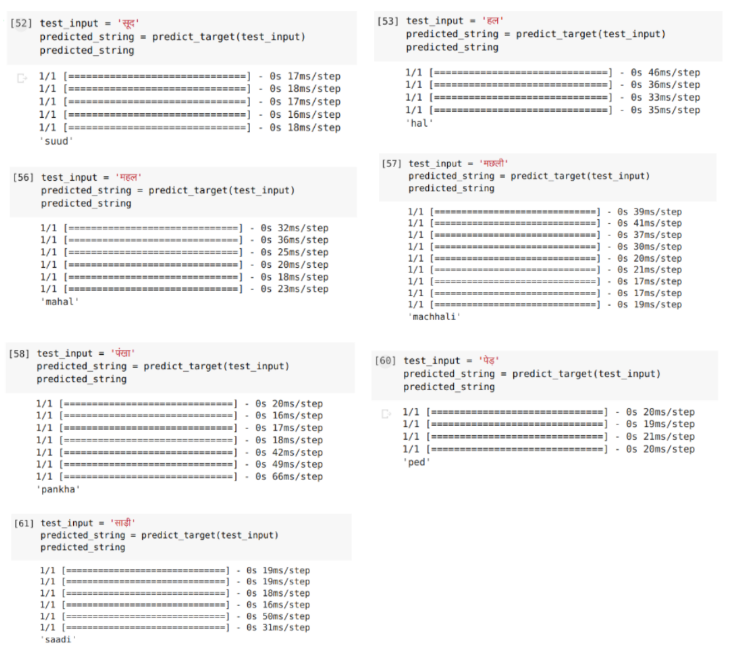 [52] test_input = 'सूद'
predicted_string = predict_target(test_input)
predicted_string
1/1 [==============================] - 0s 17ms/step
1/1 [==============================] - 0s 18ms/step
1/1 [==============================] - 0s 17ms/step
1/1 [==============================] - 0s 16ms/step
1/1 [==============================] - 0s 18ms/step
'suud'
[53] test_input = 'हल'
predicted_string = predict_target(test_input)
predicted_string
1/1 [==============================] - 0s 46ms/step
1/1 [==============================] - 0s 36ms/step
1/1 [==============================] - 0s 33ms/step
1/1 [==============================] - 0s 35ms/step
'hal'
[56] test_input = 'महल'
predicted_string = predict_target(test_input)
predicted_string
1/1 [==============================] - 0s 32ms/step
1/1 [==============================] - 0s 36ms/step
1/1 [==============================] - 0s 25ms/step
1/1 [==============================] - 0s 20ms/step
1/1 [==============================] - 0s 18ms/step
1/1 [==============================] - 0s 23ms/step
'mahal'
[57] test_input = 'मछली'
predicted_string = predict_target(test_input)
predicted_string
1/1 [==============================] - 0s 39ms/step
1/1 [==============================] - 0s 41ms/step
1/1 [==============================] - 0s 37ms/step
1/1 [==============================] - 0s 30ms/step
1/1 [==============================] - 0s 20ms/step
1/1 [==============================] - 0s 21ms/step
1/1 [==============================] - 0s 17ms/step
1/1 [==============================] - 0s 17ms/step
1/1 [==============================] - 0s 19ms/step
'machhali'
[58] test_input = 'पंखा'
predicted_string = predict_target(test_input)
predicted_string
1/1 [==============================] - 0s 20ms/step
1/1 [==============================] - 0s 16ms/step
1/1 [==============================] - 0s 17ms/step
1/1 [==============================] - 0s 18ms/step
1/1 [==============================] - 0s 42ms/step
1/1 [==============================] - 0s 49ms/step
1/1 [==============================] - 0s 66ms/step
'pankha'
[60] test_input = 'पेड़'
predicted_string = predict_target(test_input)
predicted_string
1/1 [==============================] - 0s 20ms/step
1/1 [==============================] - 0s 19ms/step
1/1 [==============================] - 0s 21ms/step
1/1 [==============================] - 0s 20ms/step
'ped'
[61] test_input = 'साड़ी'
predicted_string = predict_target(test_input)
predicted_string
1/1 [==============================] - 0s 19ms/step
1/1 [==============================] - 0s 19ms/step
1/1 [==============================] - 0s 18ms/step
1/1 [==============================] - 0s 16ms/step
1/1 [==============================] - 0s 50ms/step
1/1 [==============================] - 0s 31ms/step
'saadi'